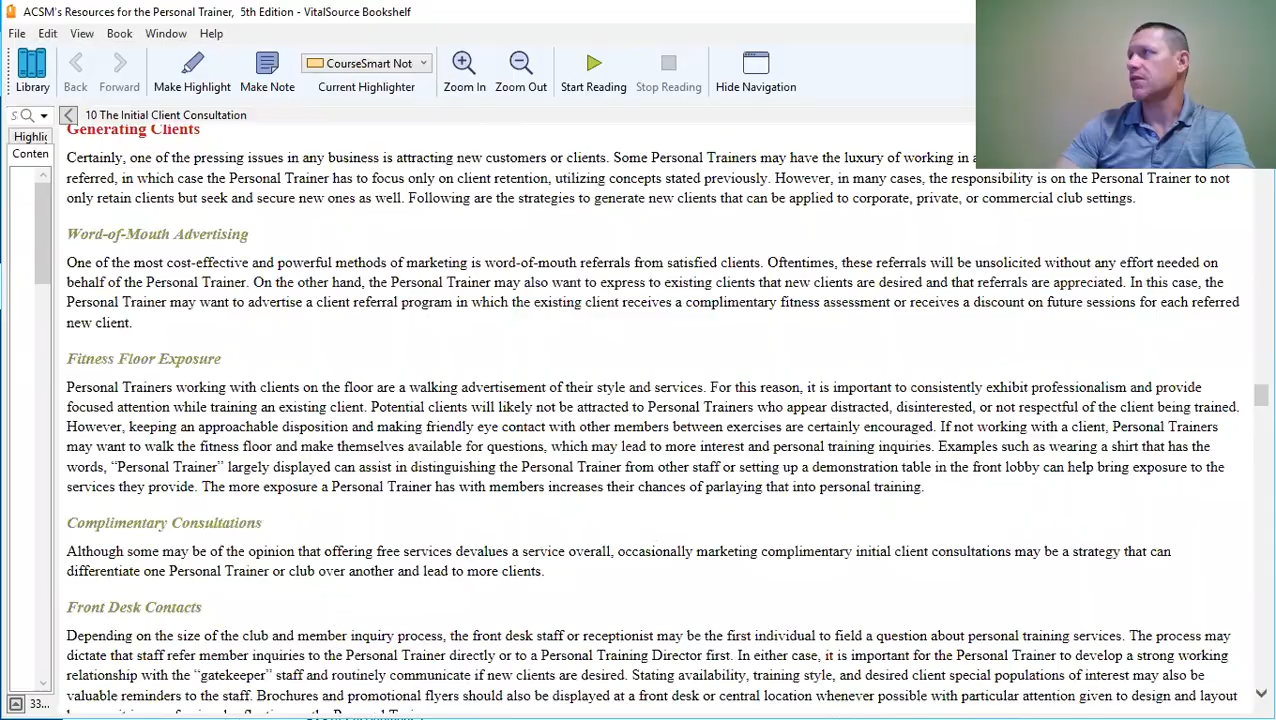 ACSM's Resources for the Personal Trainer, 5th Edition - VitalSource Bookshelf
File Edit View Book Window Help
CourseSmart Not
Library Back Forward Make Highlight Make Note Current Highlighter Zoom In Zoom Out Start Reading Stop Reading Hide Navigation
10 The Initial Client Consultation
Highlig
Conten
Generating Clients
Certainly, one of the pressing issues in any business is attracting new customers or clients. Some Personal Trainers may have the luxury of working in
referred, in which case the Personal Trainer has to focus only on client retention, utilizing concepts stated previously. However, in many cases, the responsibility is on the Personal Trainer to not
only retain clients but seek and secure new ones as well. Following are the strategies to generate new clients that can be applied to corporate, private, or commercial club settings.
Word-of-Mouth Advertising
One of the most cost-effective and powerful methods of marketing is word-of-mouth referrals from satisfied clients. Oftentimes, these referrals will be unsolicited without any effort needed on
behalf of the Personal Trainer. On the other hand, the Personal Trainer may also want to express to existing clients that new clients are desired and that referrals are appreciated. In this case, the
Personal Trainer may want to advertise a client referral program in which the existing client receives a complimentary fitness assessment or receives a discount on future sessions for each referred
new client.
Fitness Floor Exposure
Personal Trainers working with clients on the floor are a walking advertisement of their style and services. For this reason, it is important to consistently exhibit professionalism and provide
focused attention while training an existing client. Potential clients will likely not be attracted to Personal Trainers who appear distracted, disinterested, or not respectful of the client being trained.
However, keeping an approachable disposition and making friendly eye contact with other members between exercises are certainly encouraged. If not working with a client, Personal Trainers
may want to walk the fitness floor and make themselves available for questions, which may lead to more interest and personal training inquiries. Examples such as wearing a shirt that has the
words, “Personal Trainer” largely displayed can assist in distinguishing the Personal Trainer from other staff or setting up a demonstration table in the front lobby can help bring exposure to the
services they provide. The more exposure a Personal Trainer has with members increases their chances of parlaying that into personal training.
Complimentary Consultations
Although some may be of the opinion that offering free services devalues a service overall, occasionally marketing complimentary initial client consultations may be a strategy that can
differentiate one Personal Trainer or club over another and lead to more clients.
Front Desk Contacts
Depending on the size of the club and member inquiry process, the front desk staff or receptionist may be the first individual to field a question about personal training services. The process may
dictate that staff refer member inquiries to the Personal Trainer directly or to a Personal Training Director first. In either case, it is important for the Personal Trainer to develop a strong working
relationship with the “gatekeeper” staff and routinely communicate if new clients are desired. Stating availability, training style, and desired client special populations of interest may also be
valuable reminders to the staff. Brochures and promotional flyers should also be displayed at a front desk or central location whenever possible with particular attention given to design and layout
33...